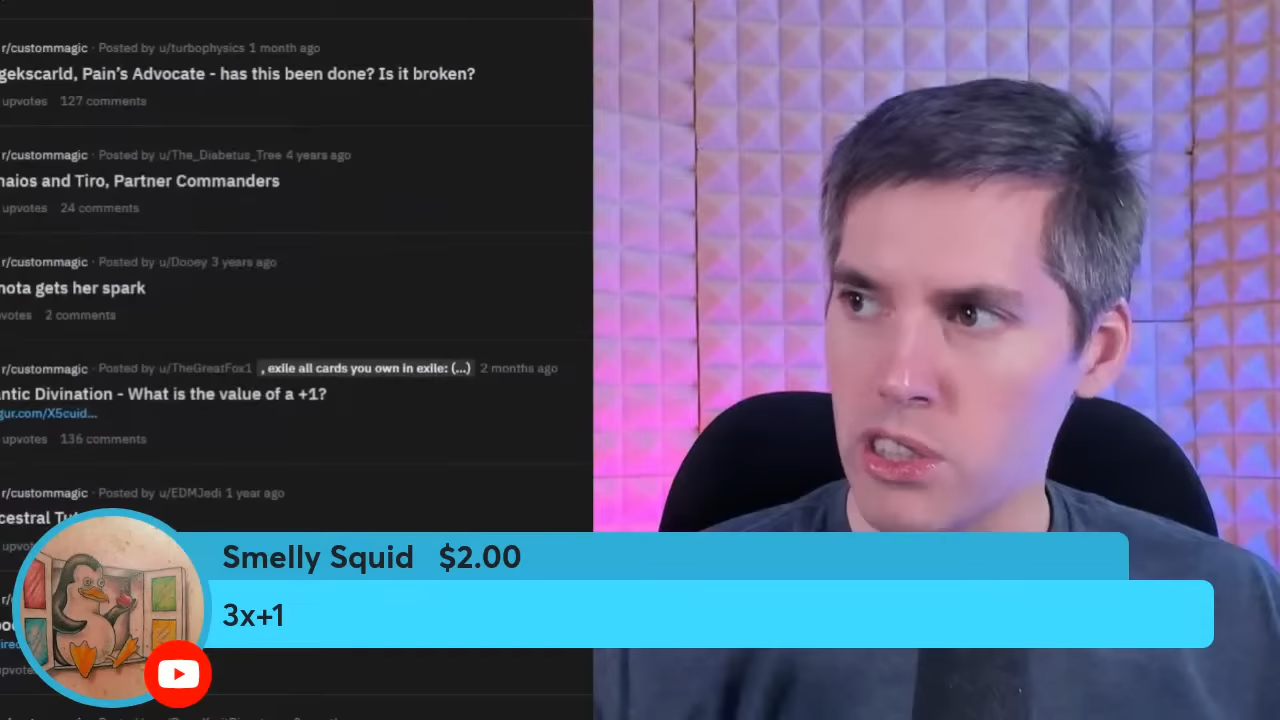 r/custommagic · Posted by u/turbophysics 1 month ago
gekscarld, Pain's Advocate - has this been done? Is it broken?
upvotes 127 comments
r/custommagic · Posted by u/The_Diabetus_Tree 4 years ago
naios and Tiro, Partner Commanders
upvotes 24 comments
r/custommagic · Posted by u/Dooey 3 years ago
nota gets her spark
votes 2 comments
r/custommagic · Posted by u/TheGreatFox1 , exile all cards you own in exile: (...) 2 months ago
antic Divination - What is the value of a +1?
gur.com/X5cuid...
upvotes 136 comments
r/custommagic · Posted by u/EDMJedi 1 year ago
cestral Tu
Smelly Squid $2.00
3x+1